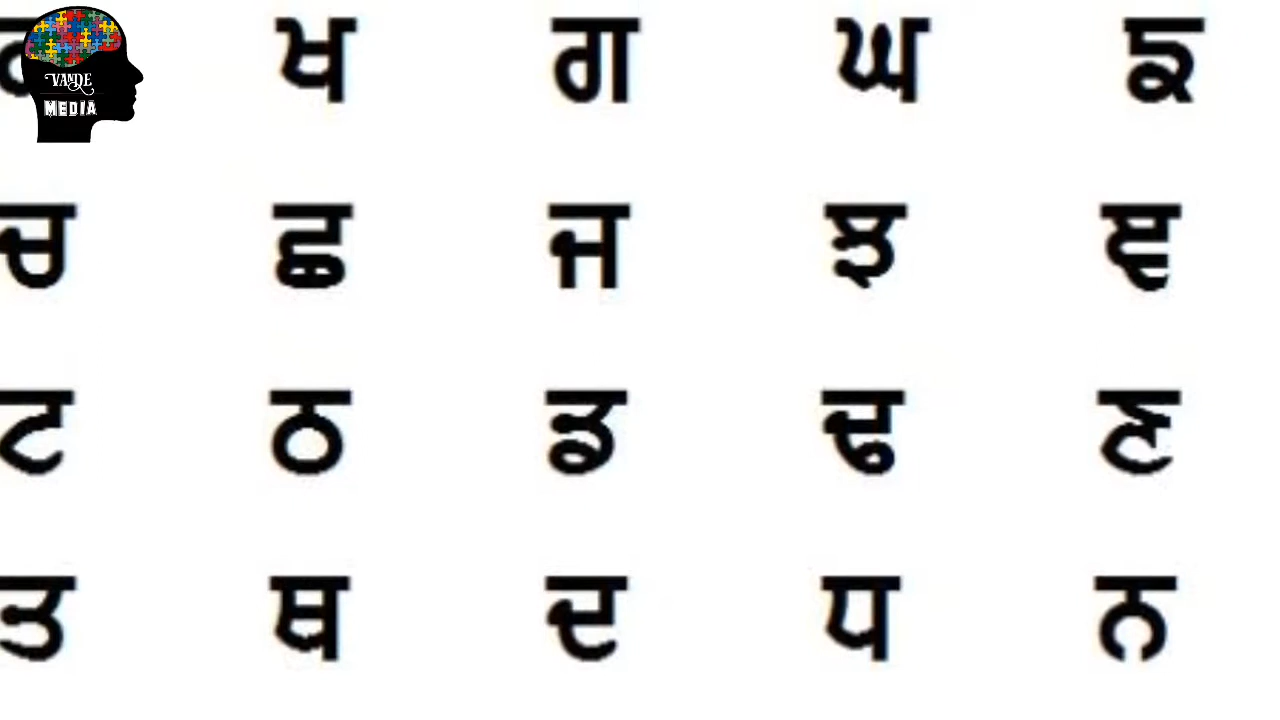 VANDE
MEDIA
ਖ ਗ ਘ ਙ
ਚ ਛ ਜ ਝ ਞ
ਟ ਠ ਡ ਢ ਣ
ਤ ਥ ਦ ਧ ਨ